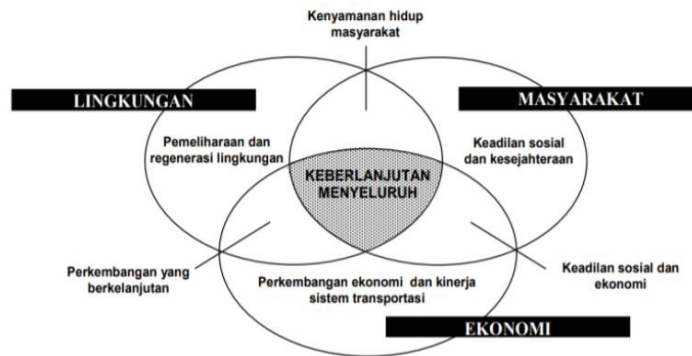 Kenyamanan hidup
masyarakat
LINGKUNGAN
MASYARAKAT
Pemeliharaan dan
regenerasi lingkungan
Keadilan sosial
dan kesejahteraan
KEBERLANJUTAN
MENYELURUH
Perkembangan yang
berkelanjutan
Perkembangan ekonomi dan kinerja
sistem transportasi
Keadilan sosial dan
ekonomi
EKONOMI